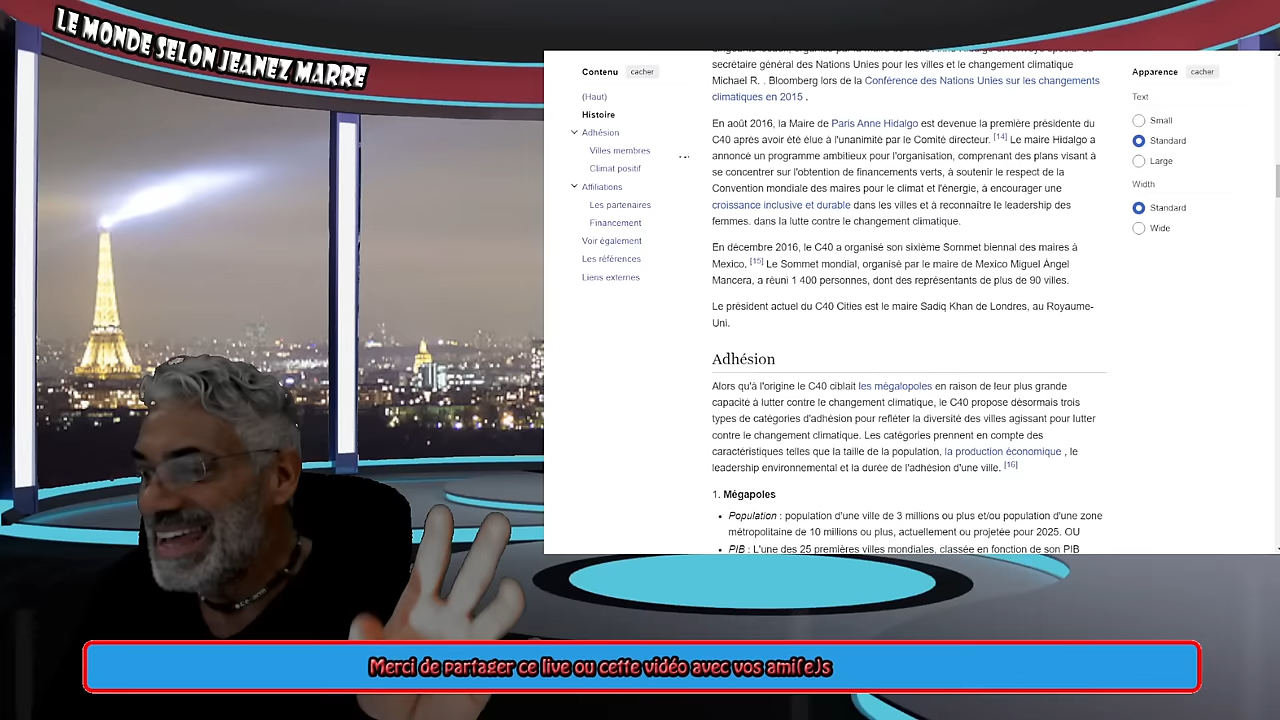 LE MONDE SELON JEANEZ MARRE
Contenu cacher
(Haut)
Histoire
Adhésion
Villes membres
Climat positif
Affiliations
Les partenaires
Financement
Voir également
Les références
Liens externes
secrétaire général des Nations Unies pour les villes et le changement climatique
Michael R. . Bloomberg lors de la Conférence des Nations Unies sur les changements
climatiques en 2015 .
En août 2016, la Maire de Paris Anne Hidalgo est devenue la première présidente du
C40 après avoir été élue à l'unanimité par le Comité directeur. [14] Le maire Hidalgo a
annoncé un programme ambitieux pour l'organisation, comprenant des plans visant à
se concentrer sur l'obtention de financements verts, à soutenir le respect de la
Convention mondiale des maires pour le climat et l'énergie, à encourager une
croissance inclusive et durable dans les villes et à reconnaître le leadership des
femmes. dans la lutte contre le changement climatique.
En décembre 2016, le C40 a organisé son sixième Sommet biennal des maires à
Mexico. [15] Le Sommet mondial, organisé par le maire de Mexico Miguel Ángel
Mancera, a réuni 1 400 personnes, dont des représentants de plus de 90 villes.
Le président actuel du C40 Cities est le maire Sadiq Khan de Londres, au Royaume-
Uni.
Adhésion
Alors qu'à l'origine le C40 ciblait les mégalopoles en raison de leur plus grande
capacité à lutter contre le changement climatique, le C40 propose désormais trois
types de catégories d'adhésion pour refléter la diversité des villes agissant pour lutter
contre le changement climatique. Les catégories prennent en compte des
caractéristiques telles que la taille de la population, la production économique , le
leadership environnemental et la durée de l'adhésion d'une ville. [16]
1. Mégapoles
• Population : population d'une ville de 3 millions ou plus et/ou population d'une zone
métropolitaine de 10 millions ou plus, actuellement ou projetée pour 2025. OU
• PIB : L'une des 25 premières villes mondiales, classée en fonction de son PIB
Apparence cacher
Text
Small
Standard
Large
Width
Standard
Wide
Merci de partager ce live ou cette vidéo avec vos ami(e)s